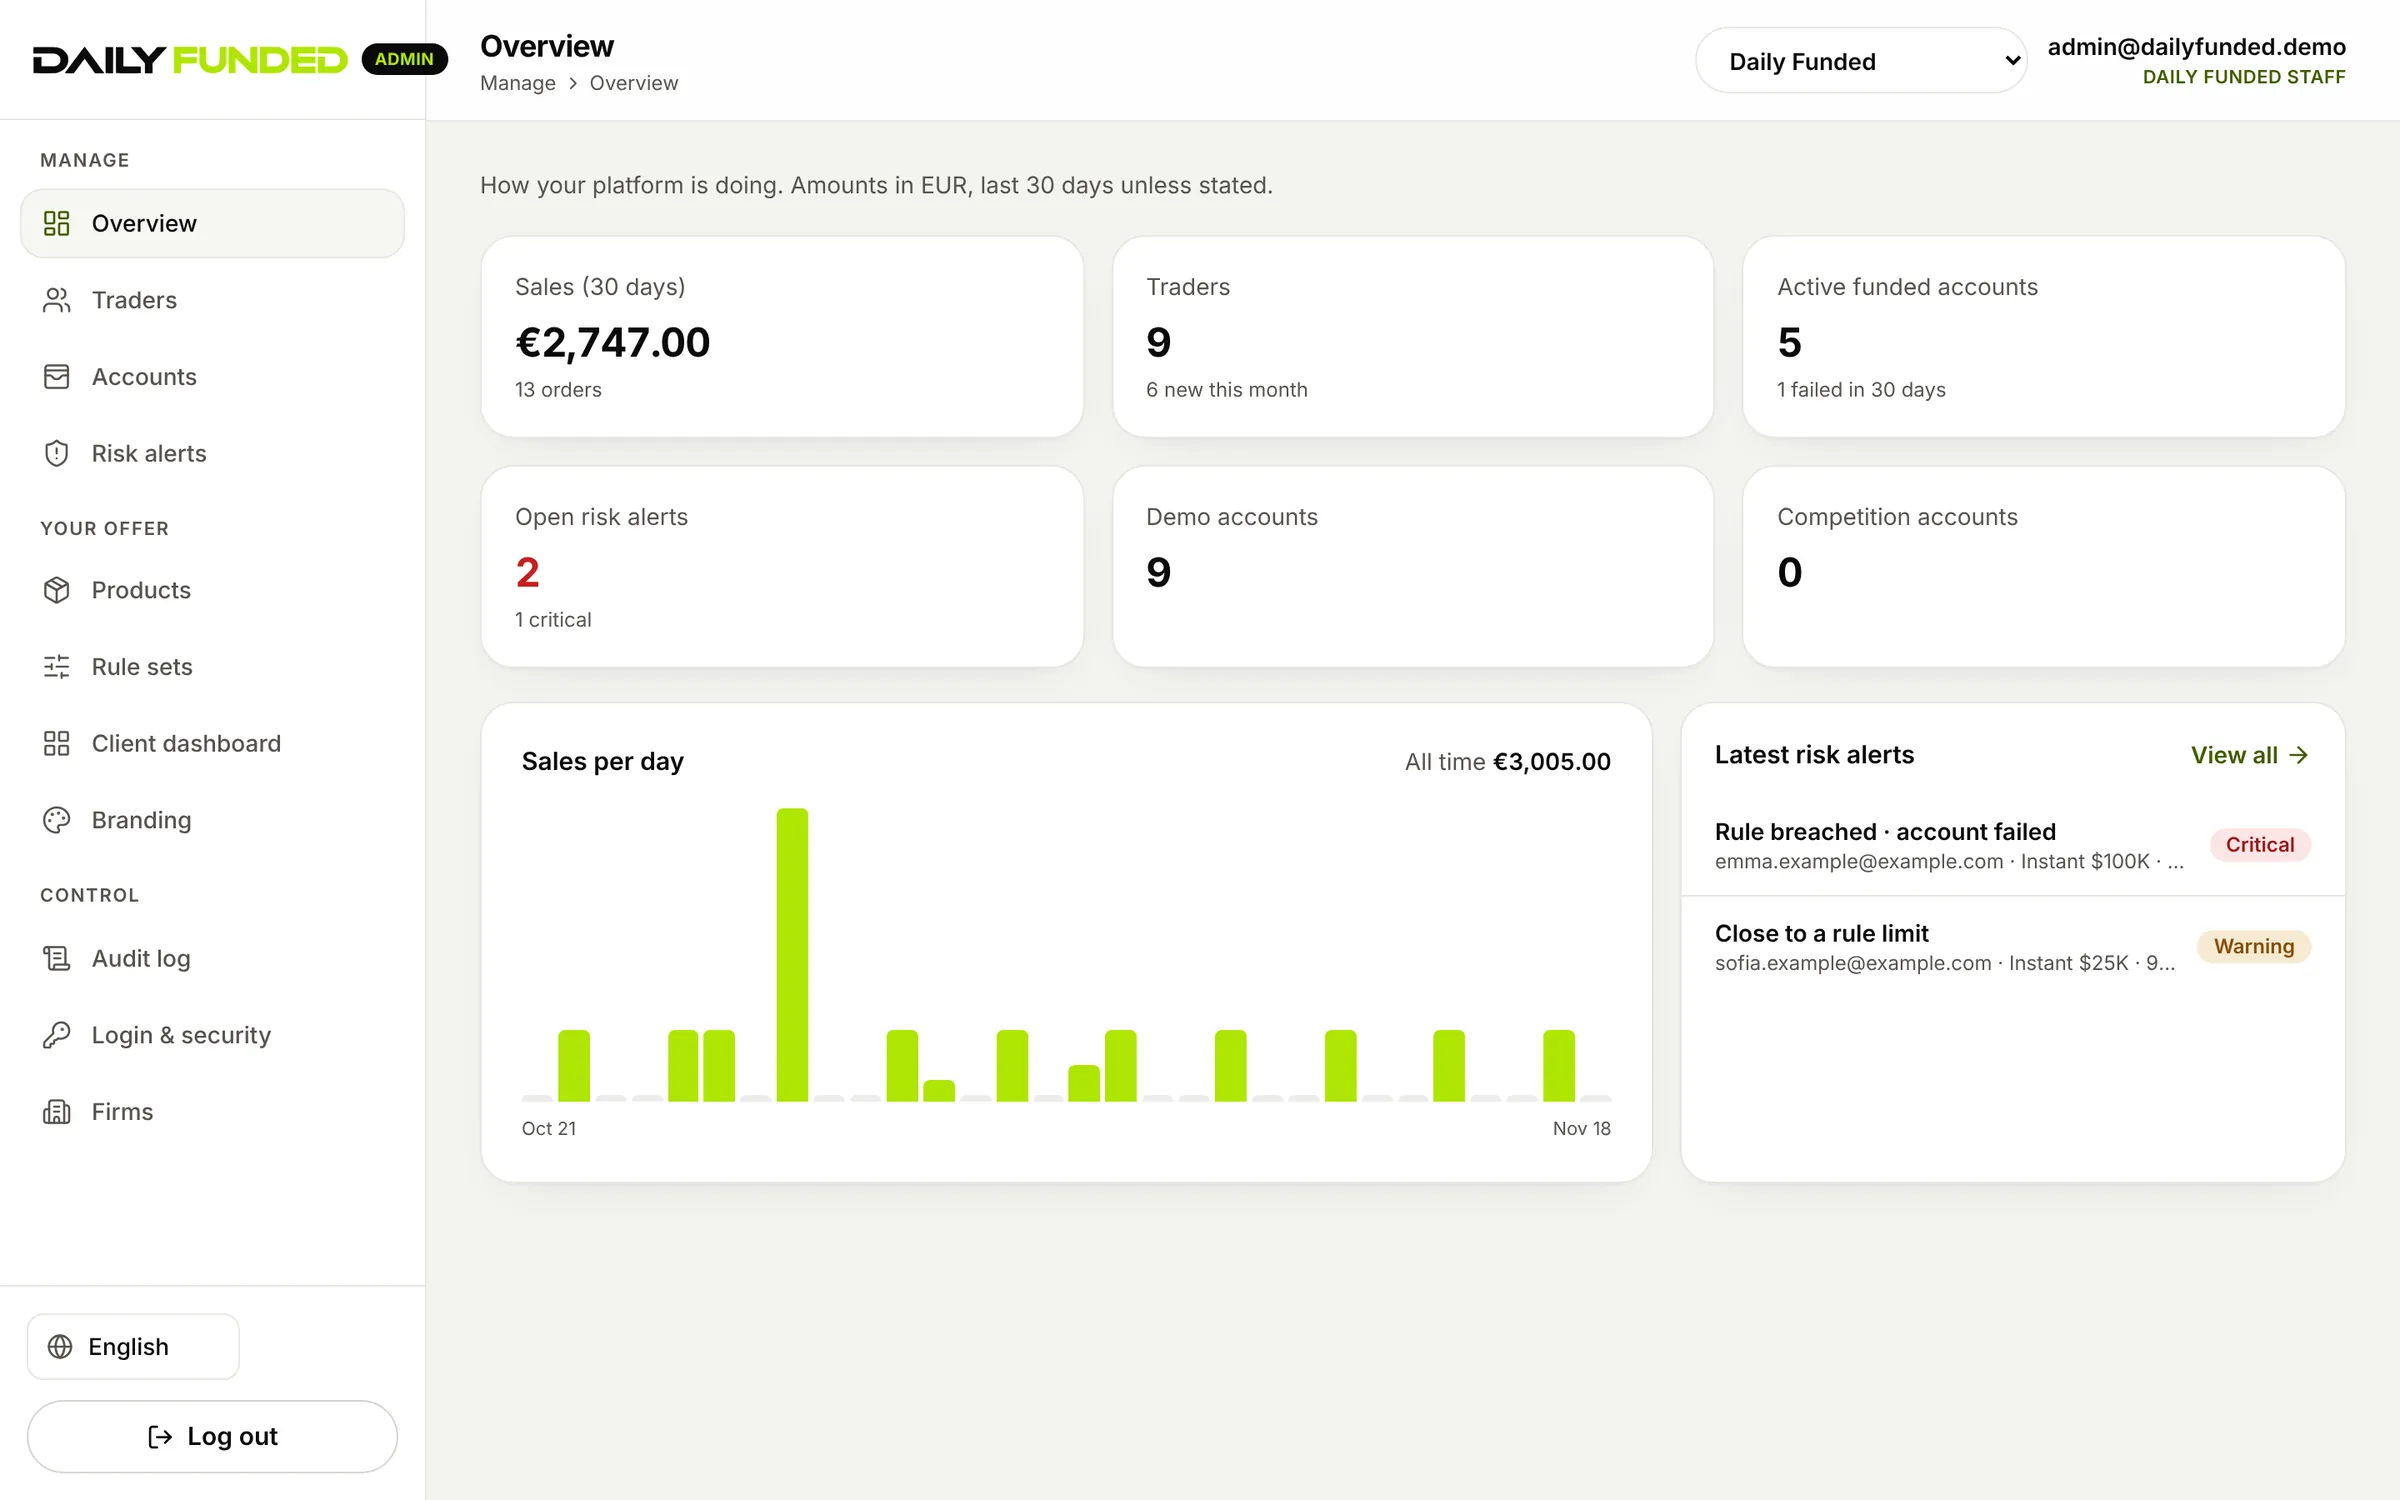 DAILY FUNDED ADMIN
MANAGE
Overview
Traders
Accounts
Risk alerts
YOUR OFFER
Products
Rule sets
Client dashboard
Branding
CONTROL
Audit log
Login & security
Firms
English
Log out
Overview
Manage > Overview
Daily Funded
admin@dailyfunded.demo
DAILY FUNDED STAFF
How your platform is doing. Amounts in EUR, last 30 days unless stated.
Sales (30 days)
€2,747.00
13 orders
Traders
9
6 new this month
Active funded accounts
5
1 failed in 30 days
Open risk alerts
2
1 critical
Demo accounts
9
Competition accounts
0
Sales per day
All time €3,005.00
Oct 21
Nov 18
Latest risk alerts
View all →
Rule breached · account failed
emma.example@example.com · Instant $100K · ...
Critical
Close to a rule limit
sofia.example@example.com · Instant $25K · 9...
Warning